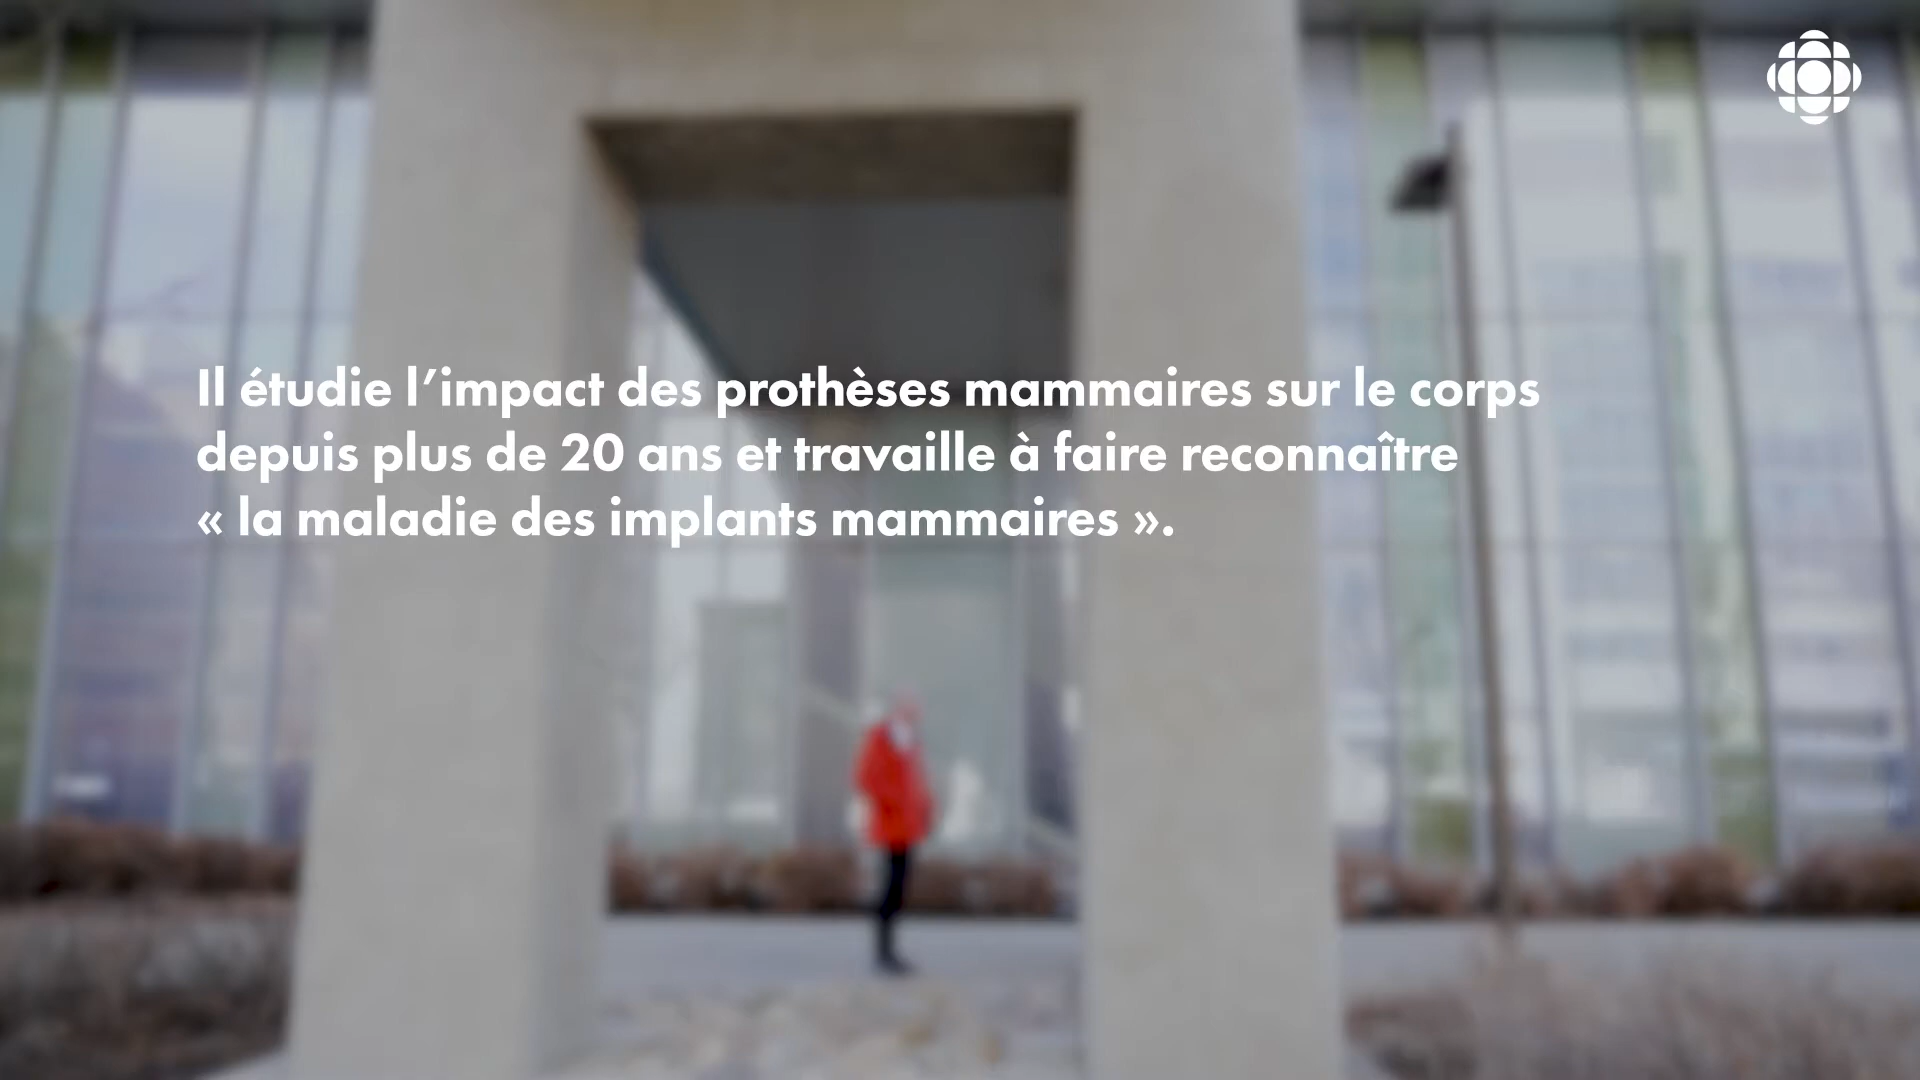 Il étudie l’impact des prothèses mammaires sur le corps
depuis plus de 20 ans et travaille à faire reconnaître
« la maladie des implants mammaires ».